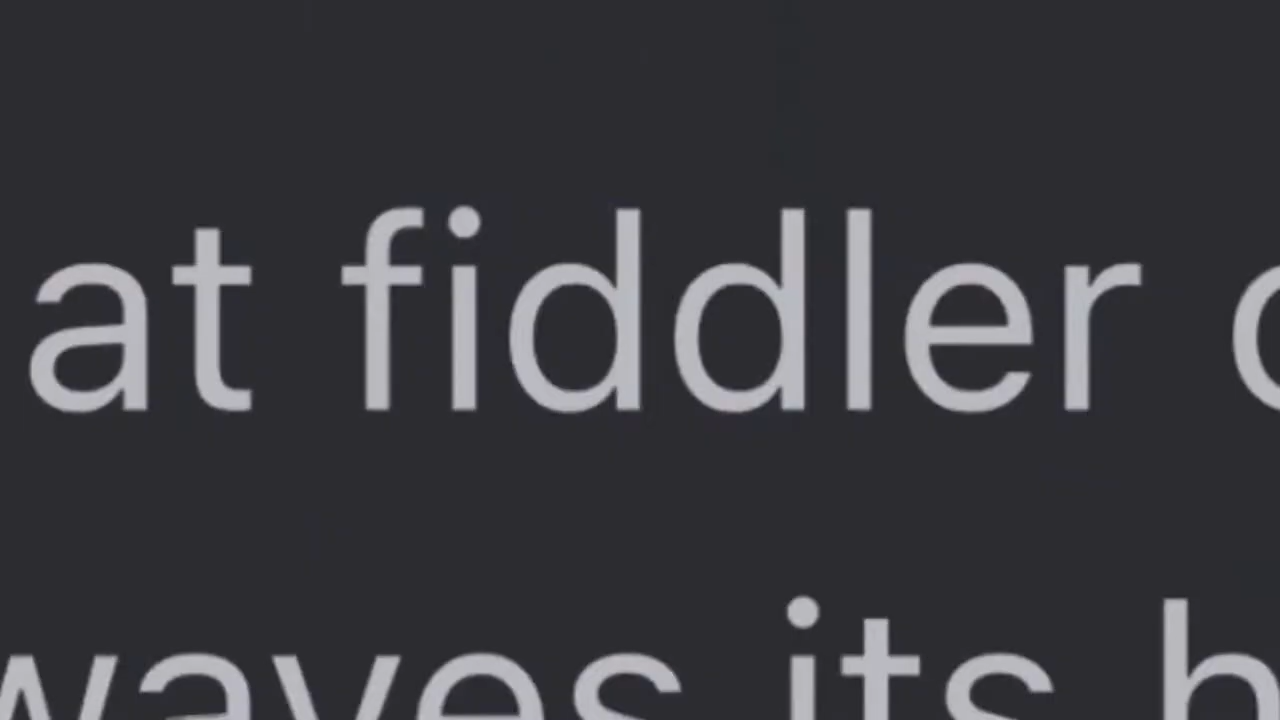 at fiddler
waves its